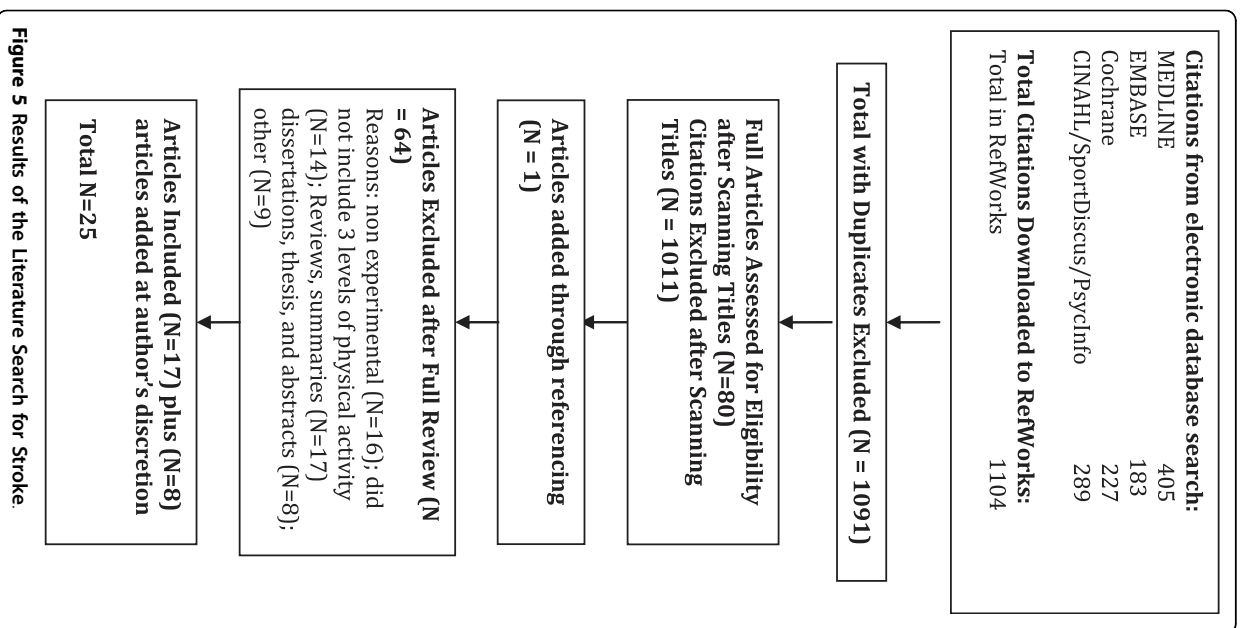 Citations from electronic database search:
MEDLINE 405
EMBASE 183
Cochrane 227
CINAHL/SportDiscus/PsycInfo 289
Total Citations Downloaded to RefWorks:
Total in RefWorks 1104
Total with Duplicates Excluded (N = 1091)
Full Articles Assessed for Eligibility
after Scanning Titles (N=80)
Citations Excluded after Scanning
Titles (N = 1011)
Articles added through referencing
(N = 1)
Articles Excluded after Full Review (N
= 64)
Reasons: non experimental (N=16); did
not include 3 levels of physical activity
(N=14); Reviews, summaries (N=17)
dissertations, thesis, and abstracts (N=8);
other (N=9)
Articles Included (N=17) plus (N=8)
articles added at author's discretion
Total N=25
Figure 5 Results of the Literature Search for Stroke.